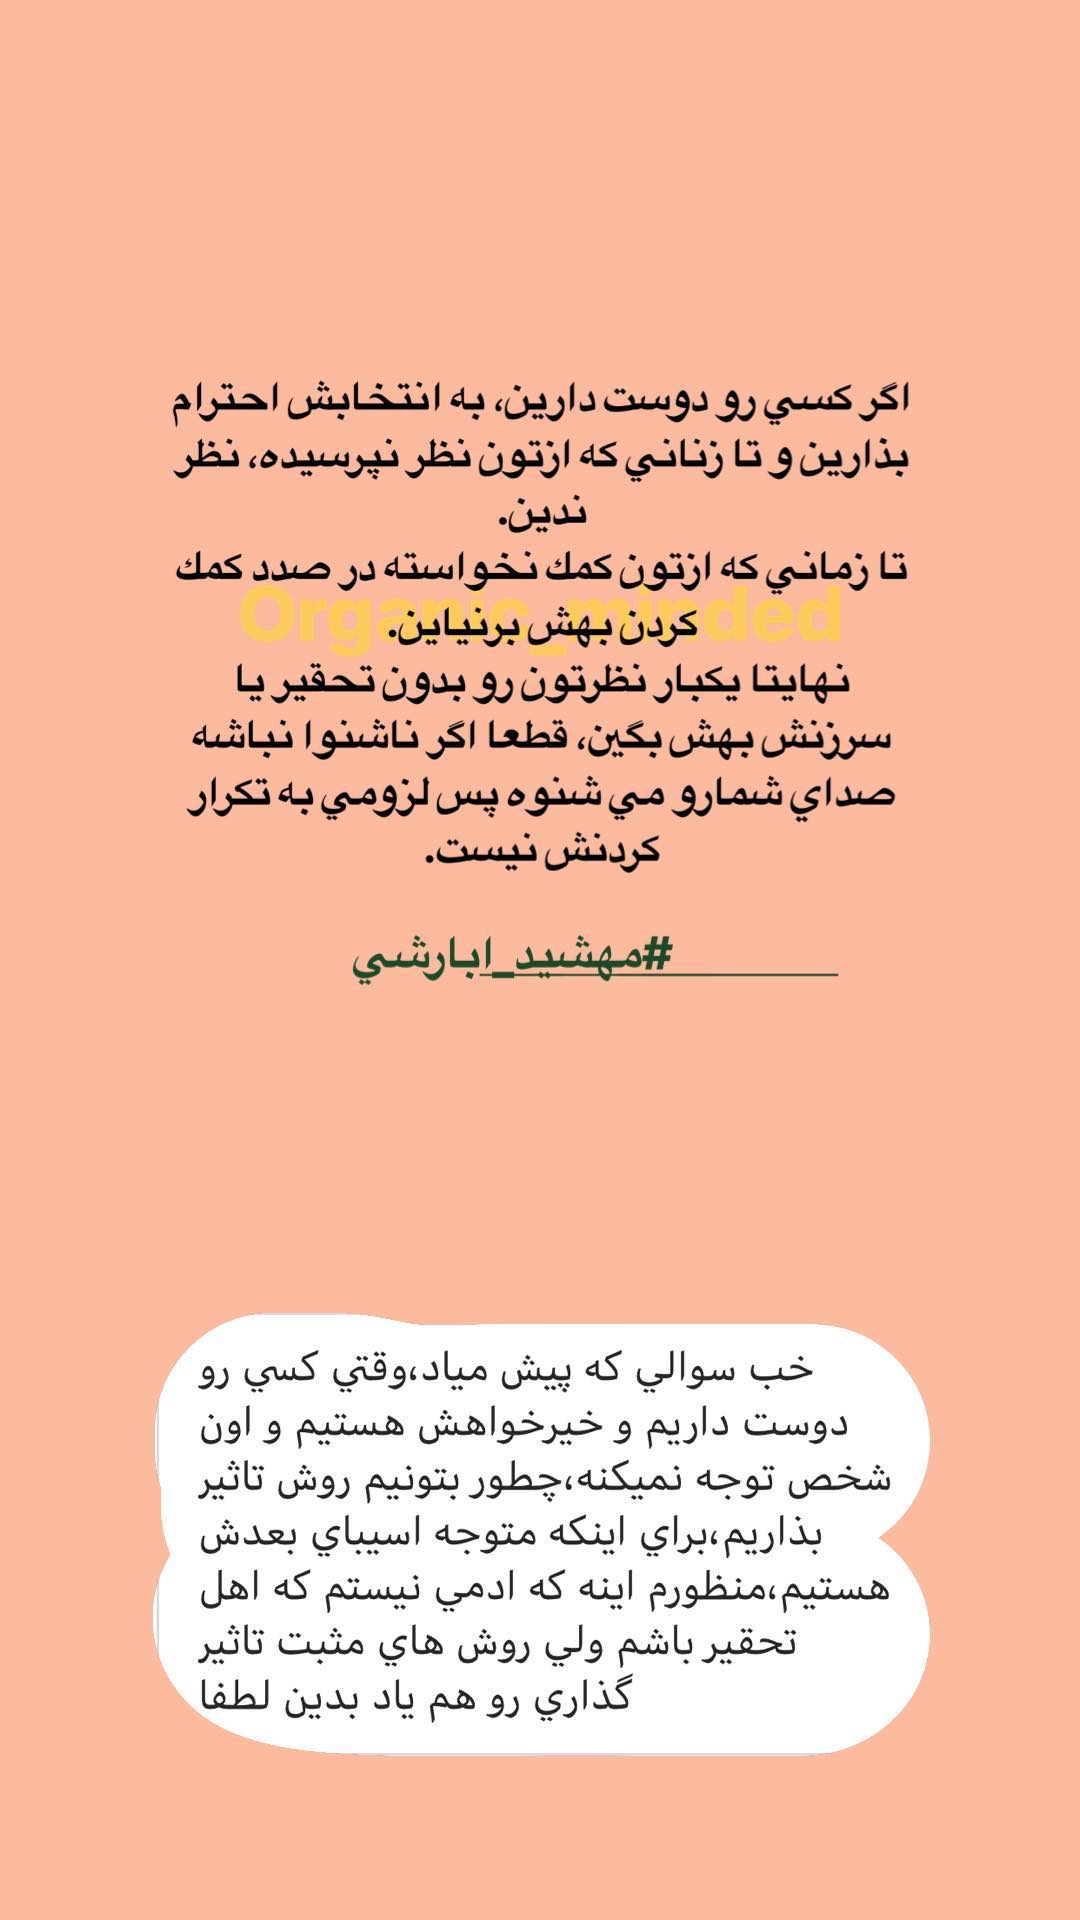 اگر كسي رو دوست دارين، به انتخابش احترام
بذارين و تا زناني كه ازتون نظر نپرسيده، نظر
ندين.
تا زماني كه ازتون كمك نخواسته در صدد كمك
Organic_minded
كردن بهش برنياين.
نهايتا يكبار نظرتون رو بدون تحقير يا
سرزنش بهش بگين، قطعا اگر ناشنوا نباشه
صداي شمارو مي شنوه پس لزومي به تكرار
كردنش نيست.
#مهشيد_ابارشي
خب سوالي كه پيش مياد،وقتي كسي رو
دوست داريم و خيرخواهش هستيم و اون
شخص توجه نميكنه،چطور بتونيم روش تاثير
بذاريم،براي اينكه متوجه اسيباي بعدش
هستيم،منظورم اينه كه ادمي نيستم كه اهل
تحقير باشم ولي روش هاي مثبت تاثير
گذاري رو هم ياد بدين لطفا